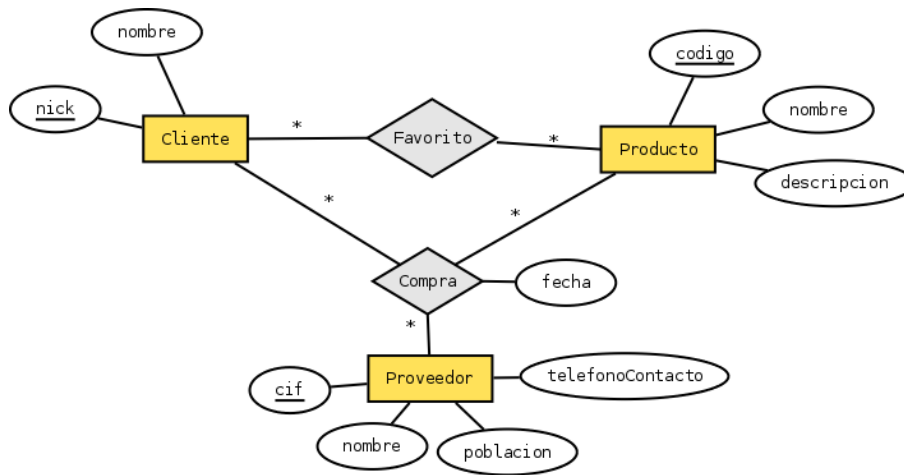 nombre
codigo
nick
nombre
Cliente
*
Favorito
*
Producto
descripcion
*
*
Compra
fecha
*
Proveedor
telefonoContacto
cif
nombre
poblacion